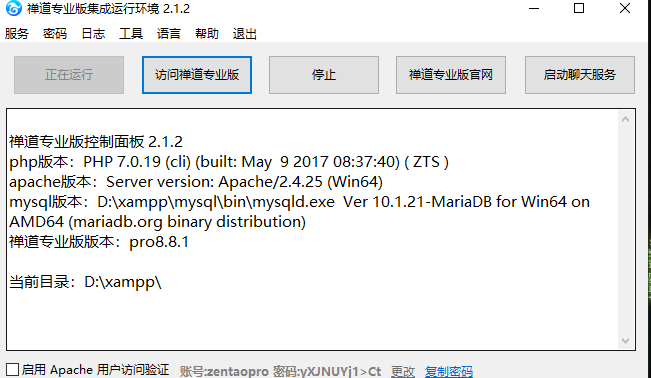 禅道专业版集成运行环境 2.1.2
服务 密码 日志 工具 语言 帮助 退出
正在运行 访问禅道专业版 停止 禅道专业版官网 启动聊天服务
禅道专业版控制面板 2.1.2
php版本：PHP 7.0.19 (cli) (built: May  9 2017 08:37:40) ( ZTS )
apache版本：Server version: Apache/2.4.25 (Win64)
mysql版本：D:\xampp\mysql\bin\mysqld.exe  Ver 10.1.21-MariaDB for Win64 on
AMD64 (mariadb.org binary distribution)
禅道专业版版本：pro8.8.1
当前目录：D:\xampp\
启用 Apache 用户访问验证 账号:zentaopro 密码:yXJNUYj1>Ct 更改 复制密码